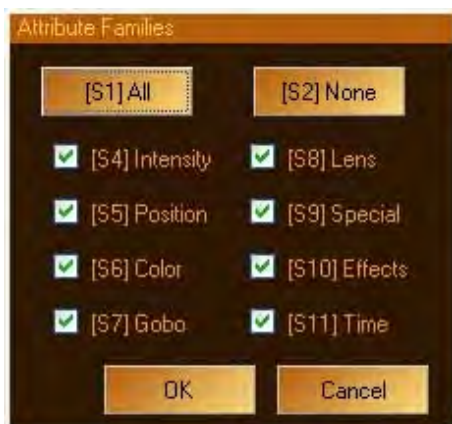 Attribute Families
[S1] All [S2] None
[S4] Intensity [S8] Lens
[S5] Position [S9] Special
[S6] Color [S10] Effects
[S7] Gobo [S11] Time
OK Cancel